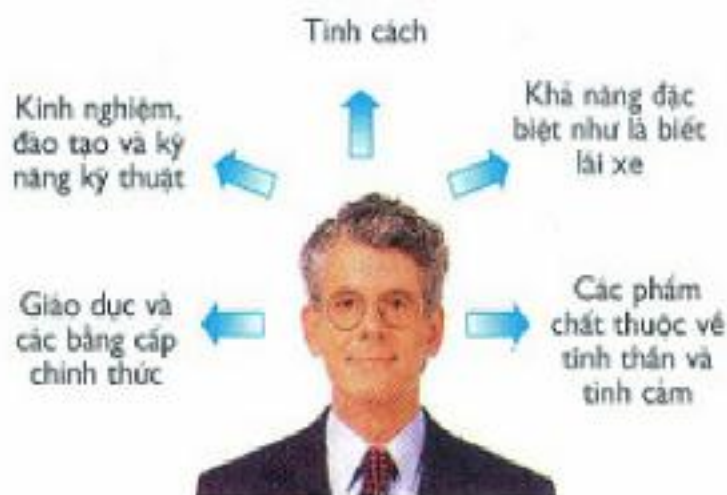 Tính cách
Kinh nghiệm,
đào tạo và kỹ
năng kỹ thuật
Khả năng đặc
biệt như là biết
lái xe
Giáo dục và
các bằng cấp
chính thức
Các phẩm
chất thuộc về
tinh thần và
tình cảm